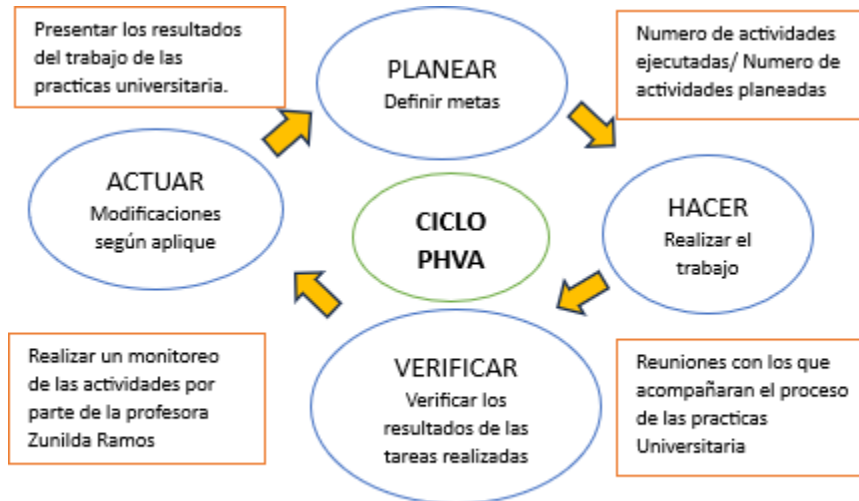 Presentar los resultados
del trabajo de las
practicas universitaria.
PLANEAR
Definir metas
Numero de actividades
ejecutadas/ Numero de
actividades planeadas
ACTUAR
Modificaciones
según aplique
CICLO
PHVA
HACER
Realizar el
trabajo
Realizar un monitoreo
de las actividades por
parte de la profesora
Zunilda Ramos
VERIFICAR
Verificar los
resultados de las
tareas realizadas
Reuniones con los que
acompañaran el proceso
de las practicas
Universitaria